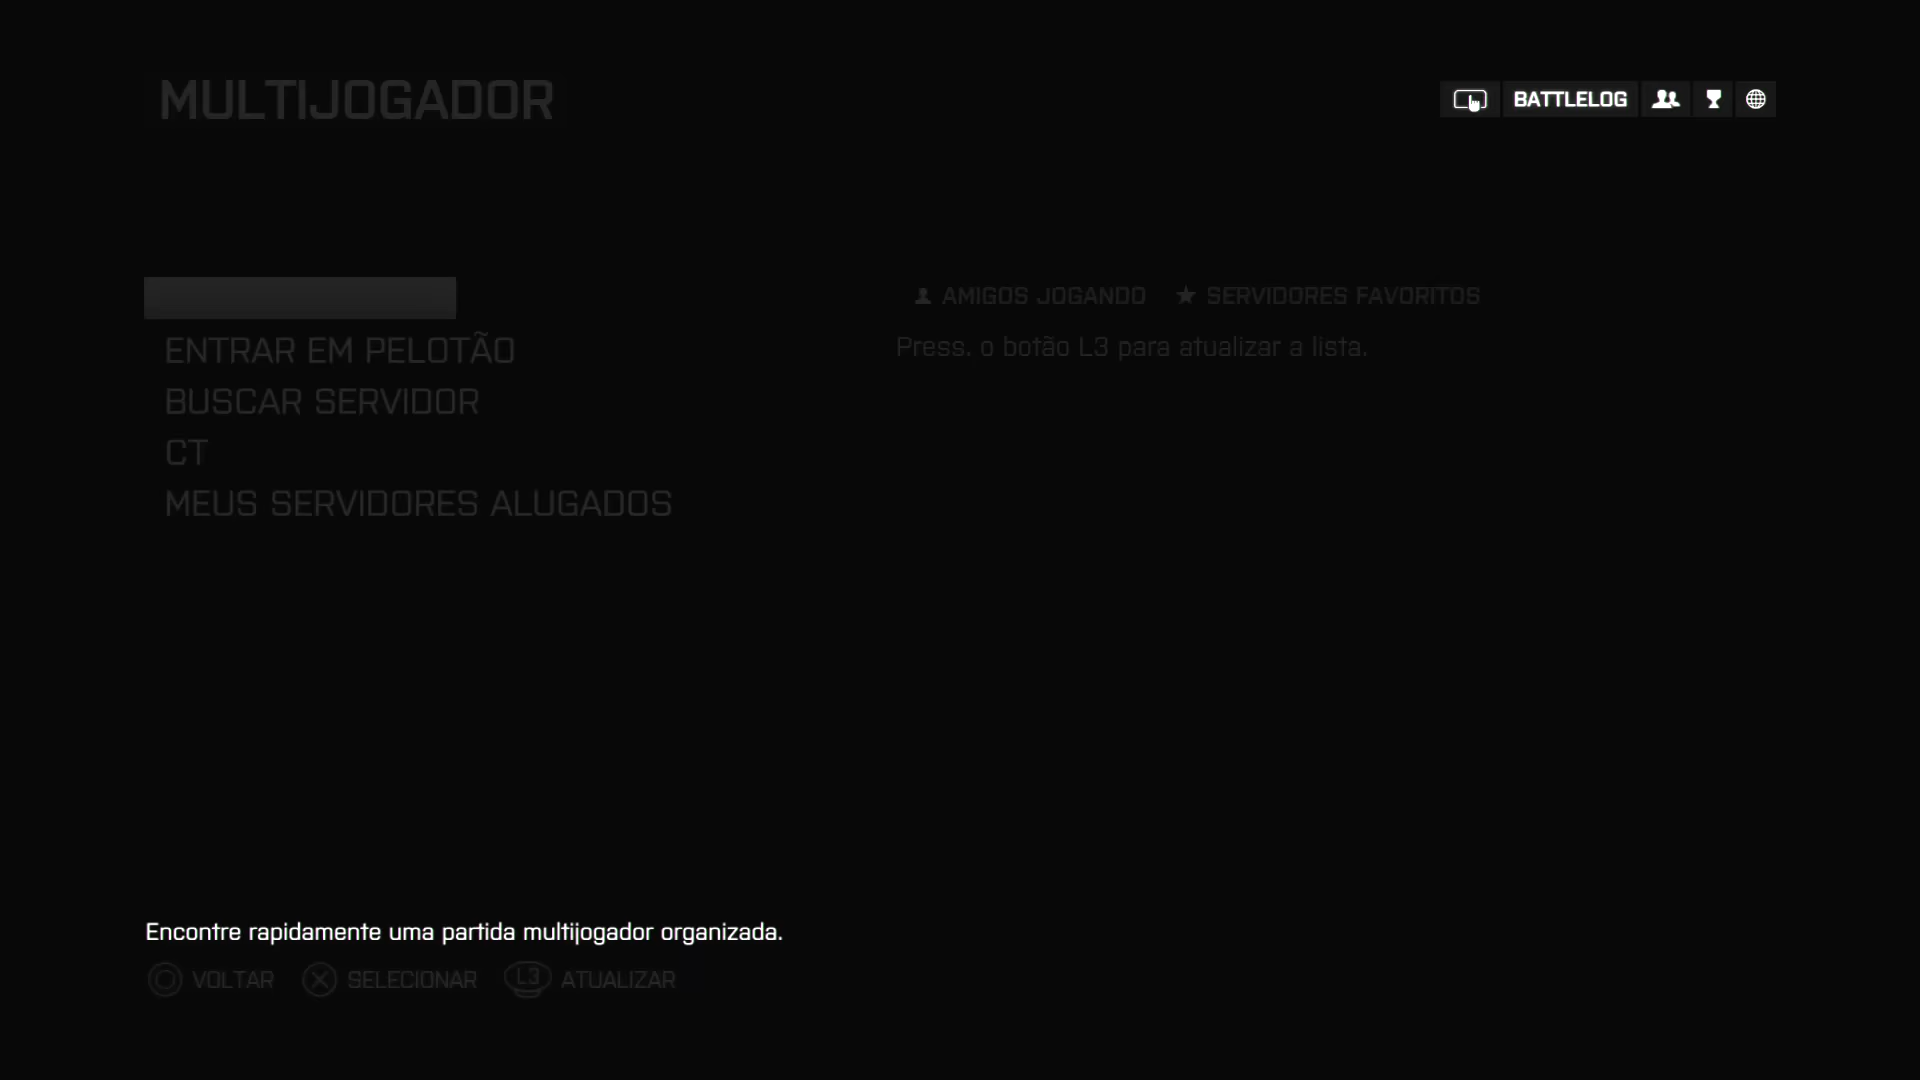 MULTIJOGADOR
BATTLELOG
AMIGOS JOGANDO SERVIDORES FAVORITOS
Press. o botão L3 para atualizar a lista.
ENTRAR EM PELOTÃO
BUSCAR SERVIDOR
CT
MEUS SERVIDORES ALUGADOS
Encontre rapidamente uma partida multijogador organizada.
VOLTAR SELECIONAR L3 ATUALIZAR